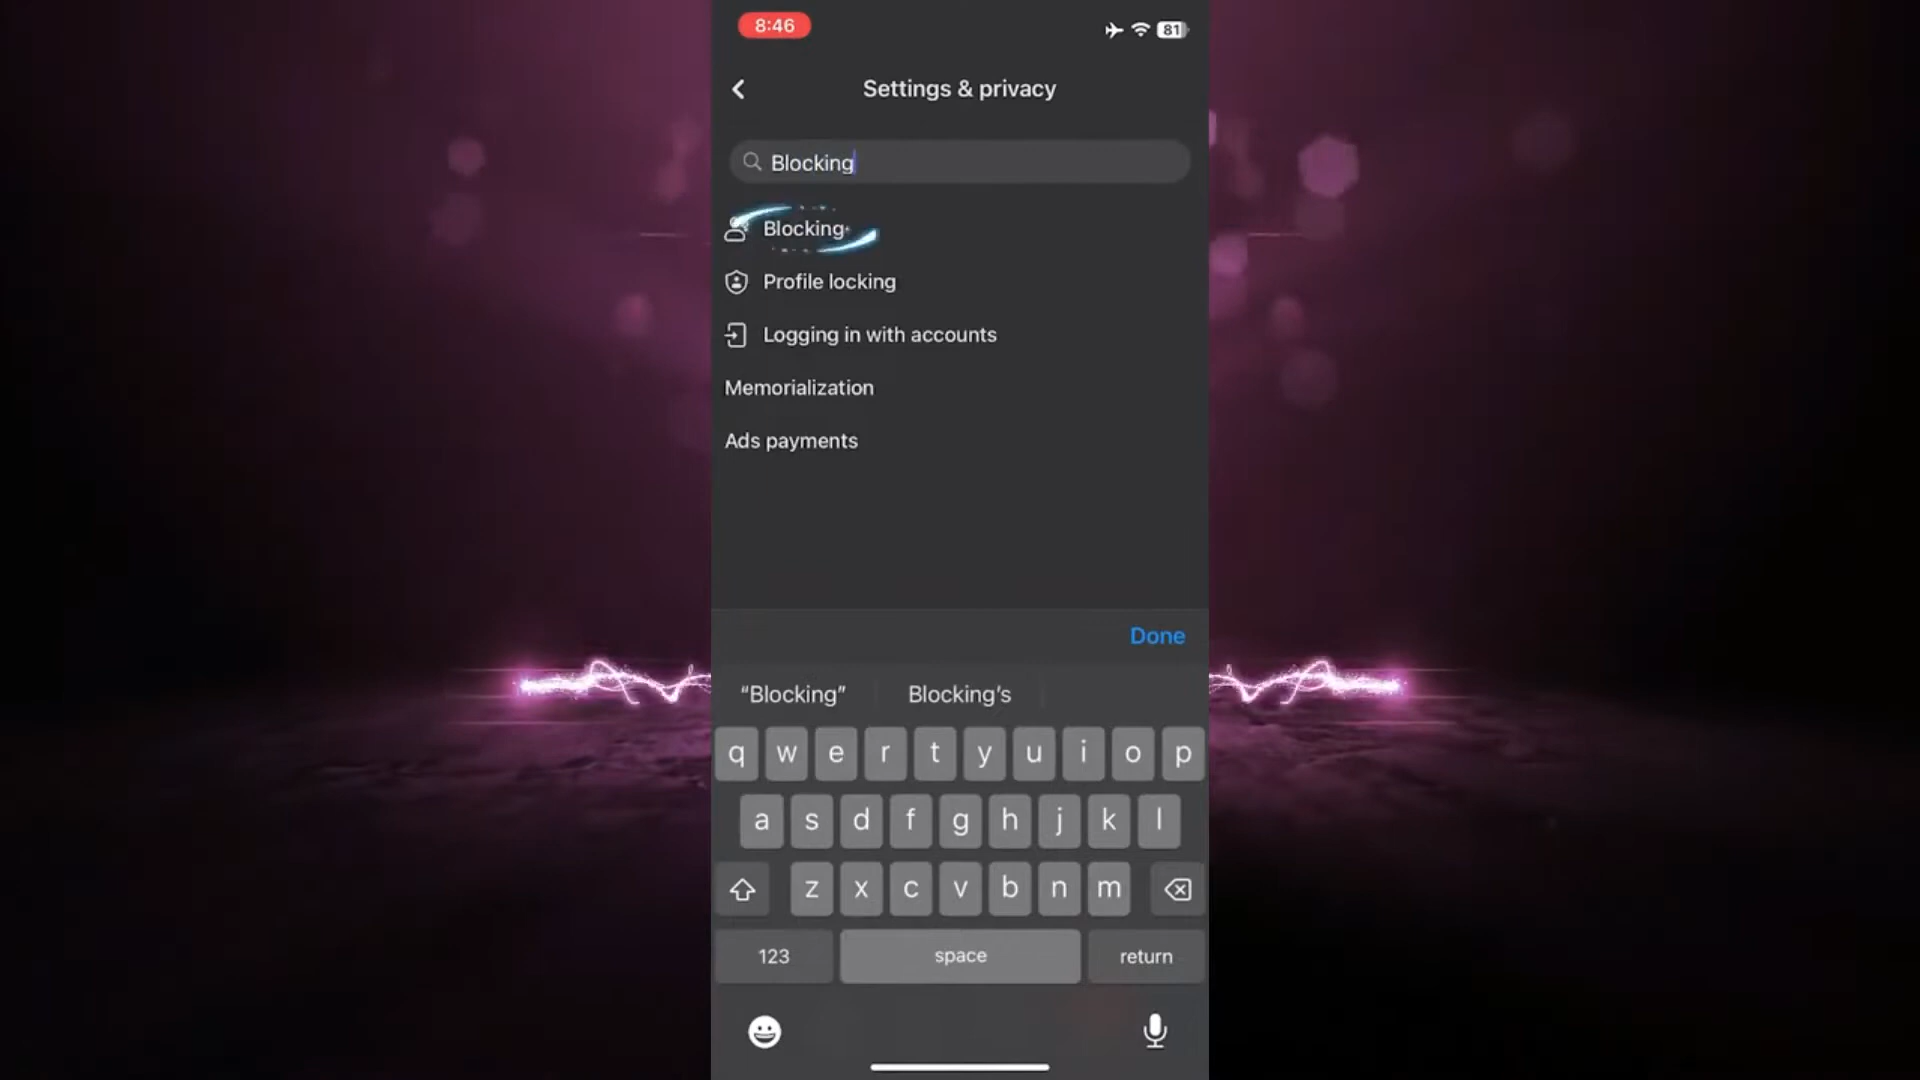 8:46
81
Settings & privacy
Blocking
Blocking
Profile locking
Logging in with accounts
Memorialization
Ads payments
Done
“Blocking” Blocking’s
q w e r t y u i o p
a s d f g h j k l
z x c v b n m
123 space return